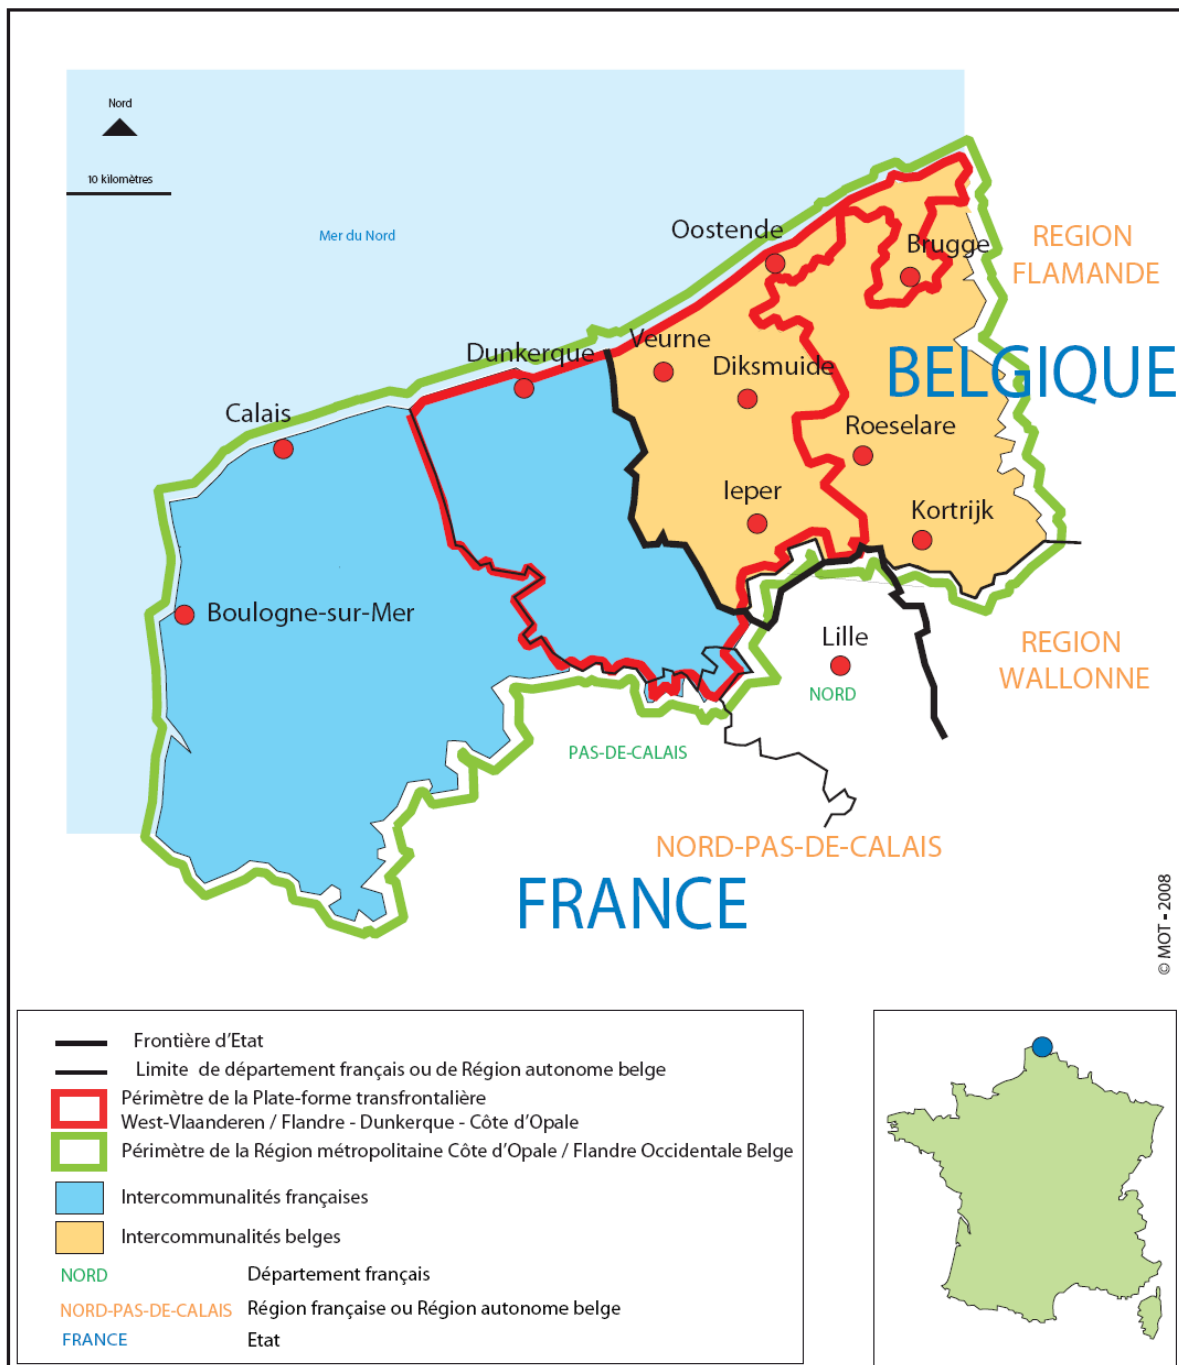 Nord
10 kilomètres
Mer du Nord
Oostende
Brugge
REGION
FLAMANDE
Dunkerque
Veurne
Diksmuide
BELGIQUE
Calais
Roeselare
Ieper
Kortrijk
Boulogne-sur-Mer
Lille
REGION
WALLONNE
NORD
PAS-DE-CALAIS
NORD-PAS-DE-CALAIS
FRANCE
© MOT - 2008
Frontière d'Etat
Limite de département français ou de Région autonome belge
Périmètre de la Plate-forme transfrontalière
West-Vlaanderen / Flandre - Dunkerque - Côte d'Opale
Périmètre de la Région métropolitaine Côte d'Opale / Flandre Occidentale Belge
Intercommunalités françaises
Intercommunalités belges
NORD Département français
NORD-PAS-DE-CALAIS Région française ou Région autonome belge
FRANCE Etat